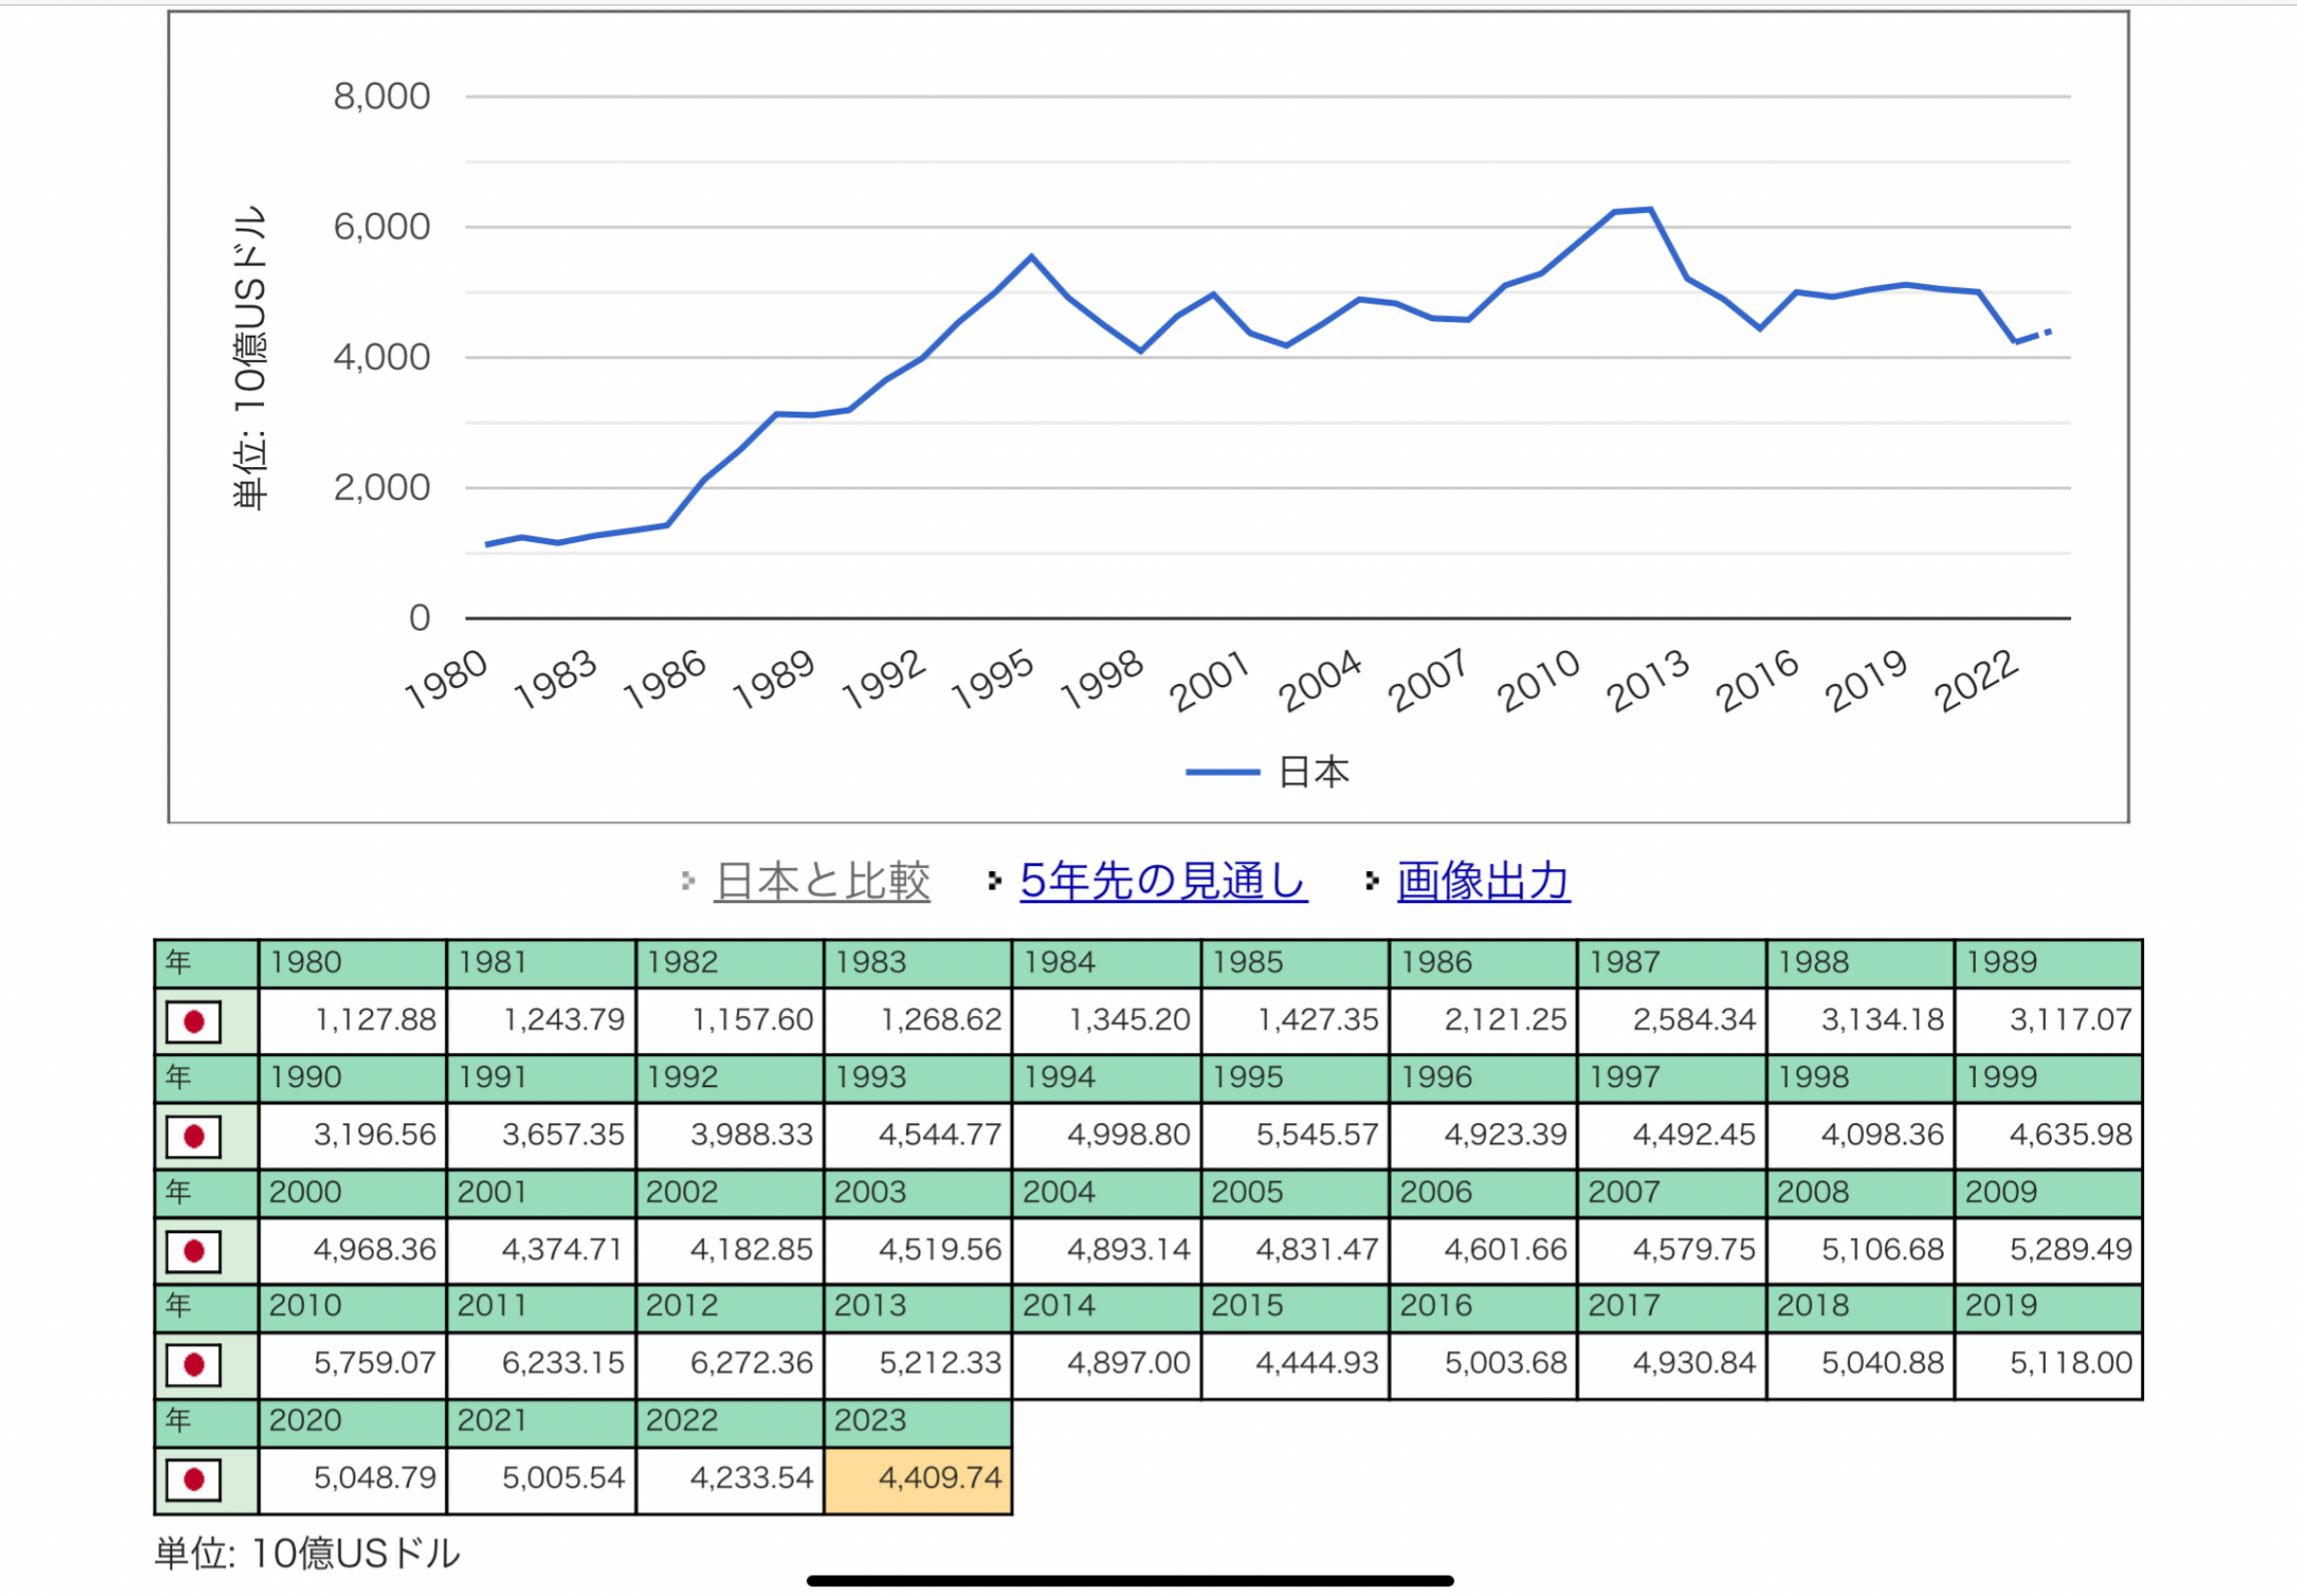 単位: 10億USドル
8,000
6,000
4,000
2,000
0
1980 1983 1986 1989 1992 1995 1998 2001 2004 2007 2010 2013 2016 2019 2022
日本
日本と比較 5年先の見通し 画像出力
年 1980 1981 1982 1983 1984 1985 1986 1987 1988 1989
1,127.88 1,243.79 1,157.60 1,268.62 1,345.20 1,427.35 2,121.25 2,584.34 3,134.18 3,117.07
年 1990 1991 1992 1993 1994 1995 1996 1997 1998 1999
3,196.56 3,657.35 3,988.33 4,544.77 4,998.80 5,545.57 4,923.39 4,492.45 4,098.36 4,635.98
年 2000 2001 2002 2003 2004 2005 2006 2007 2008 2009
4,968.36 4,374.71 4,182.85 4,519.56 4,893.14 4,831.47 4,601.66 4,579.75 5,106.68 5,289.49
年 2010 2011 2012 2013 2014 2015 2016 2017 2018 2019
5,759.07 6,233.15 6,272.36 5,212.33 4,897.00 4,444.93 5,003.68 4,930.84 5,040.88 5,118.00
年 2020 2021 2022 2023
5,048.79 5,005.54 4,233.54 4,409.74
単位: 10億USドル